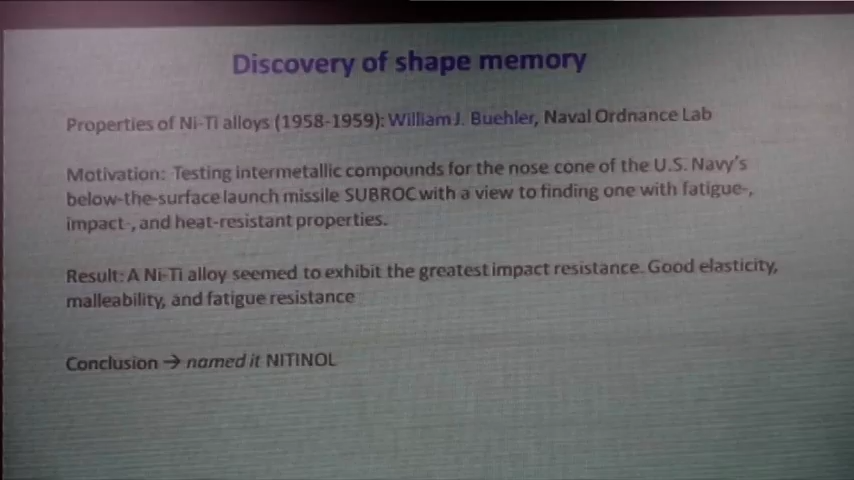 Discovery of shape memory
Properties of Ni-Ti alloys (1958-1959): William J. Buehler, Naval Ordnance Lab
Motivation: Testing intermetallic compounds for the nose cone of the U.S. Navy's
below-the-surface launch missile SUBROC with a view to finding one with fatigue-,
impact-, and heat-resistant properties.
Result: A Ni-Ti alloy seemed to exhibit the greatest impact resistance. Good elasticity,
malleability, and fatigue resistance
Conclusion → named it NITINOL